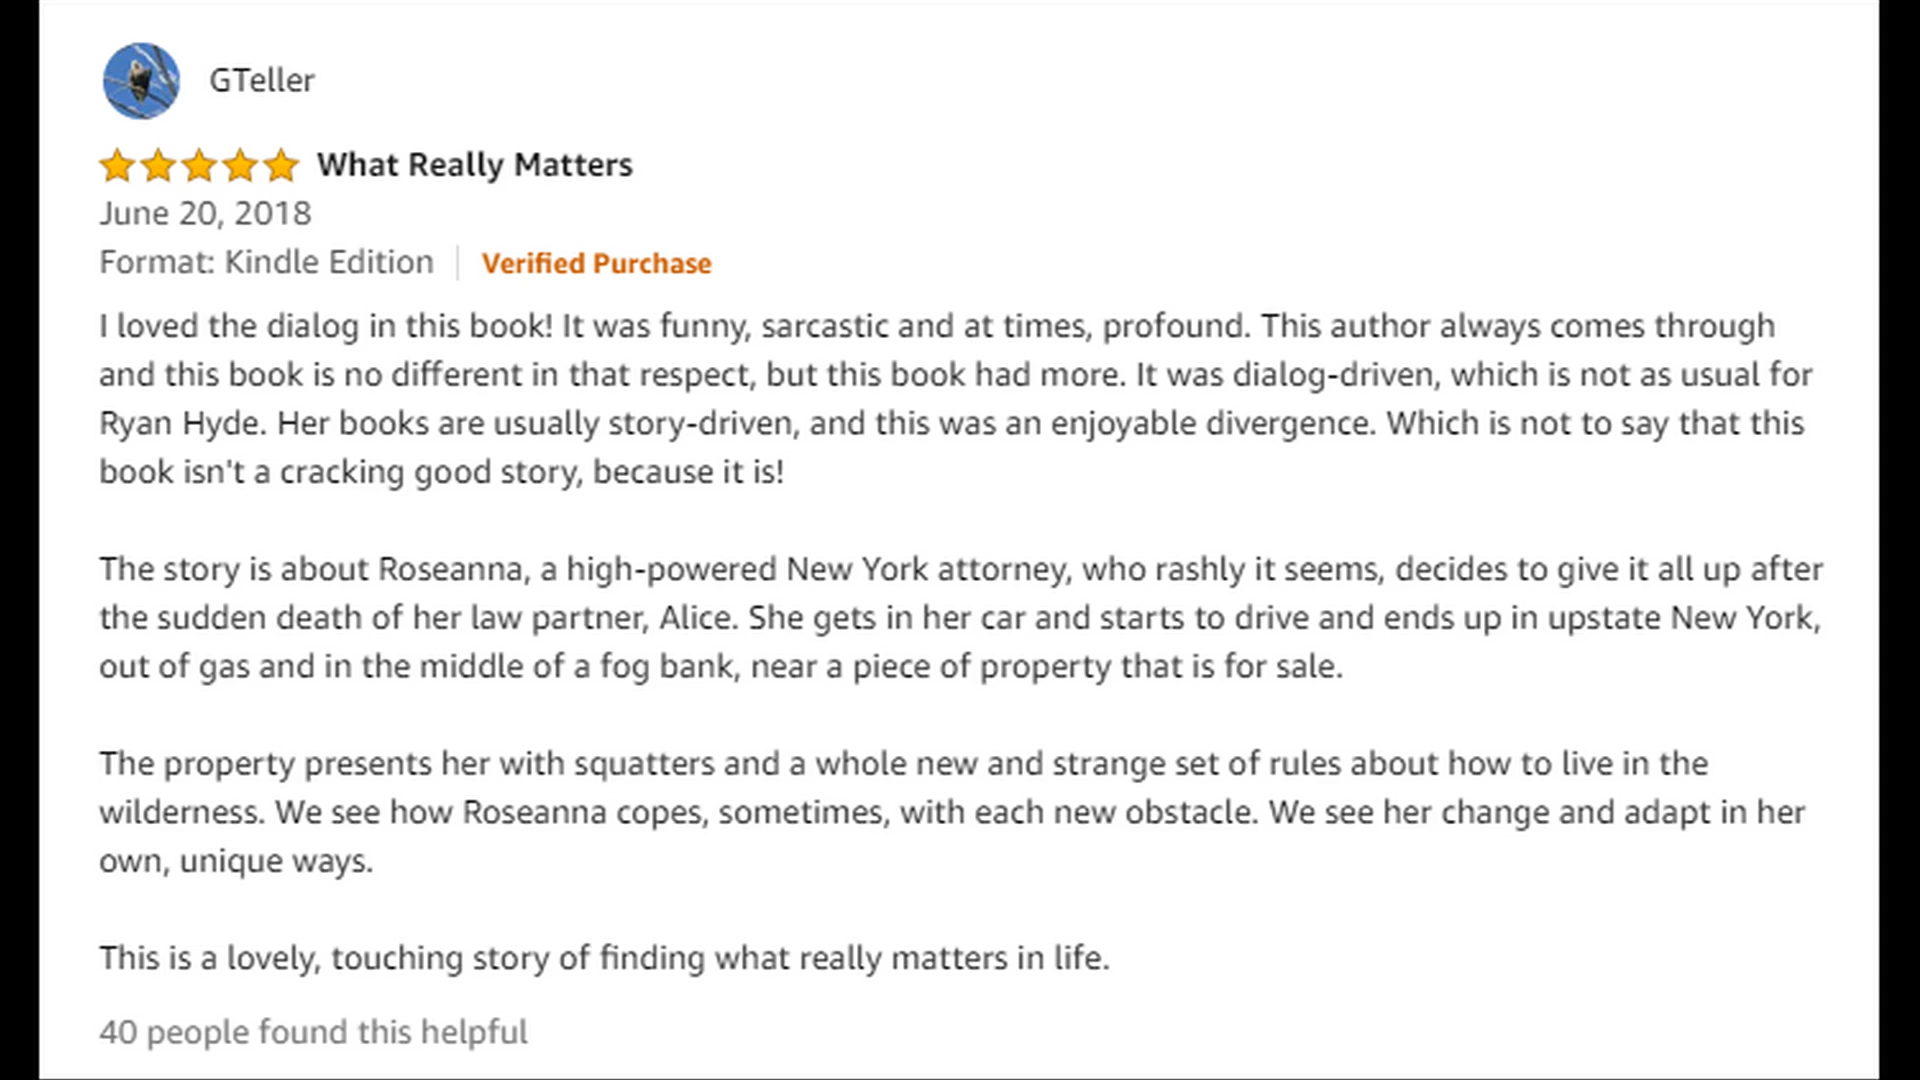 GTeller
What Really Matters
June 20, 2018
Format: Kindle Edition | Verified Purchase
I loved the dialog in this book! It was funny, sarcastic and at times, profound. This author always comes through
and this book is no different in that respect, but this book had more. It was dialog-driven, which is not as usual for
Ryan Hyde. Her books are usually story-driven, and this was an enjoyable divergence. Which is not to say that this
book isn't a cracking good story, because it is!
The story is about Roseanna, a high-powered New York attorney, who rashly it seems, decides to give it all up after
the sudden death of her law partner, Alice. She gets in her car and starts to drive and ends up in upstate New York,
out of gas and in the middle of a fog bank, near a piece of property that is for sale.
The property presents her with squatters and a whole new and strange set of rules about how to live in the
wilderness. We see how Roseanna copes, sometimes, with each new obstacle. We see her change and adapt in her
own, unique ways.
This is a lovely, touching story of finding what really matters in life.
40 people found this helpful